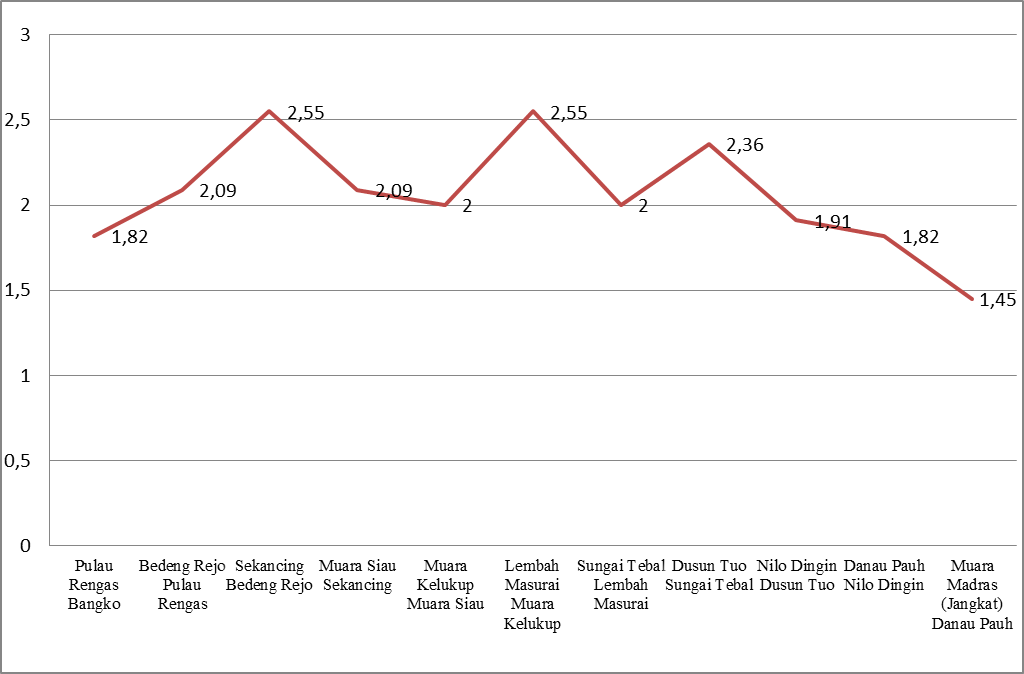 3
2,5
2
1,5
1
0,5
0
1,82
2,09
2,55
2,09
2
2,55
2
2,36
1,91
1,82
1,45
Pulau
Rengas
Bangko
Bedeng Rejo
Pulau
Rengas
Sekancing
Bedeng Rejo
Muara Siau
Sekancing
Muara
Kelukup
Muara Siau
Lembah
Masurai
Muara
Kelukup
Sungai Tebal
Lembah
Masurai
Dusun Tuo
Sungai Tebal
Nilo Dingin
Dusun Tuo
Danau Pauh
Nilo Dingin
Muara
Madras
(Jangkat)
Danau Pauh